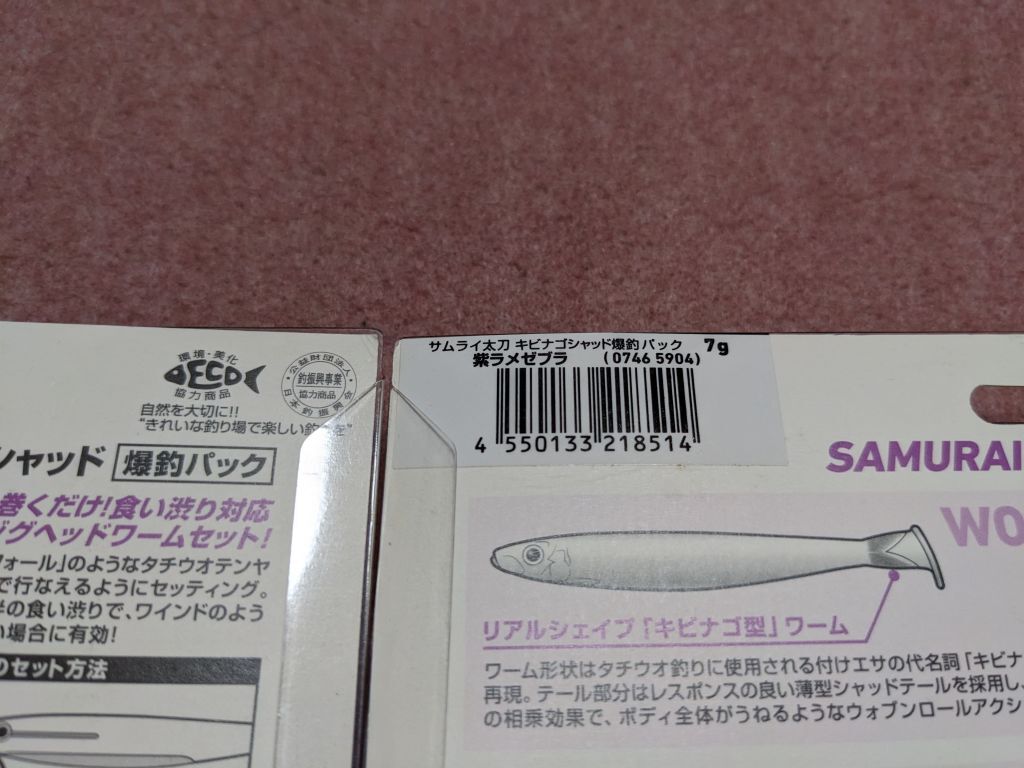 環境・美化
DECO
協力商品
公益財団法人
釣振興事業
協力商品
日本釣振興会
自然を大切に!!
"きれいな釣り場で楽しい釣りを"
シャッド 爆釣パック
巻くだけ!食い渋り対応
ジグヘッドワームセット!
フォール」のようなタチウオテンヤ
で行なえるようにセッティング。
の食い渋りで、ワインドのよう
い場合に有効!
のセット方法
サムライ太刀 キビナゴシャッド爆釣パック 7g
紫ラメゼブラ (0746 5904)
4 550133 218514
SAMURAI
WO
リアルシェイプ「キビナゴ型」ワーム
ワーム形状はタチウオ釣りに使用される付けエサの代名詞「キビナ
再現。テール部分はレスポンスの良い薄型シャッドテールを採用し、
の相乗効果で、ボディ全体がうねるようなウォブンロールアクシ